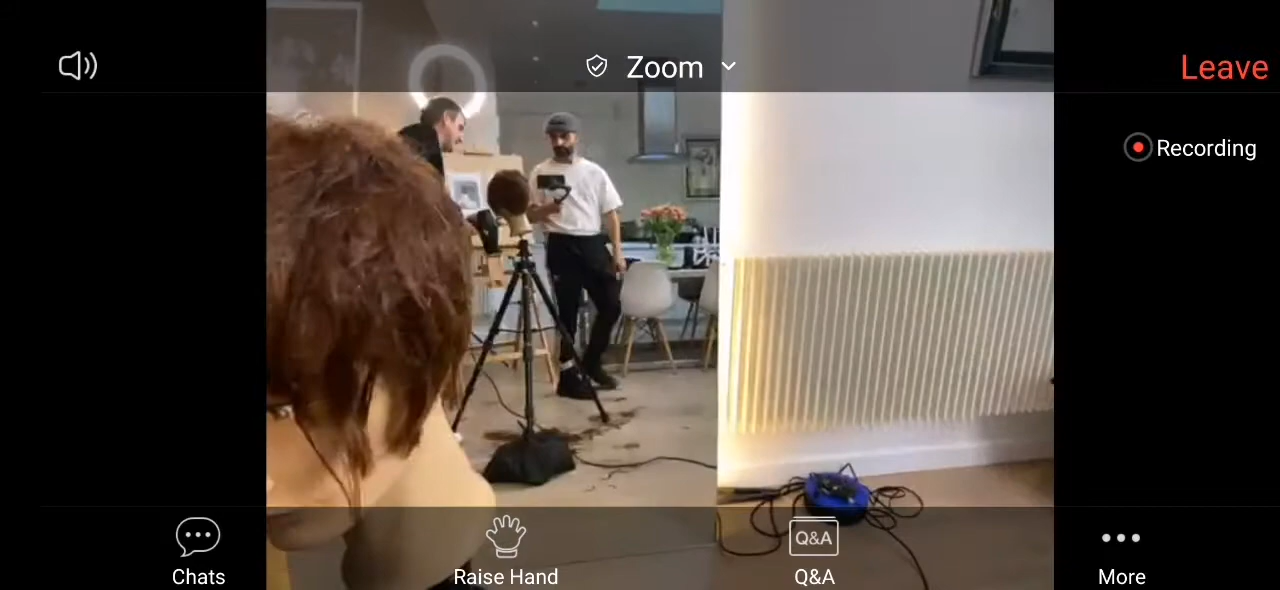 Zoom
Leave
Recording
Chats
Raise Hand
Q&A
Q&A
More